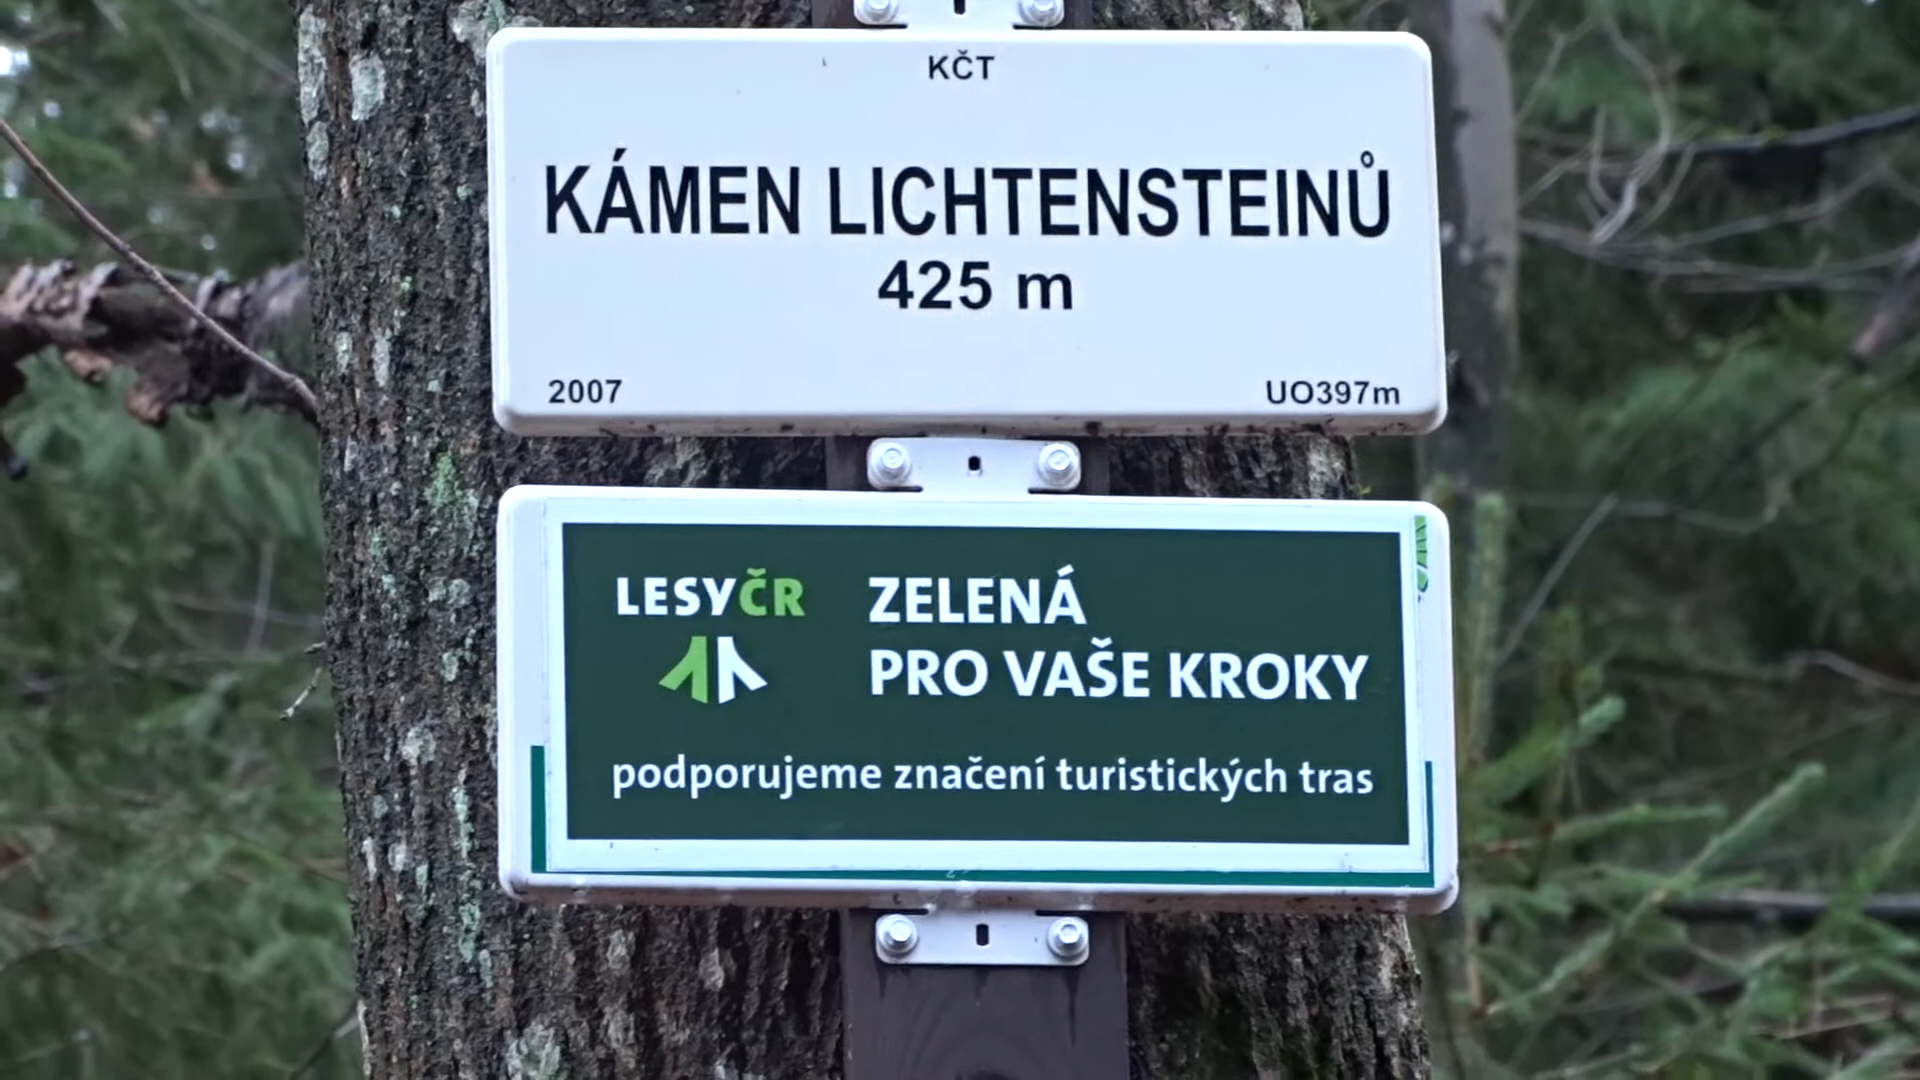 KČT
KÁMEN LICHTENSTEINŮ
425 m
2007 UO397m
LESYČR
ZELENÁ
PRO VAŠE KROKY
podporujeme značení turistických tras